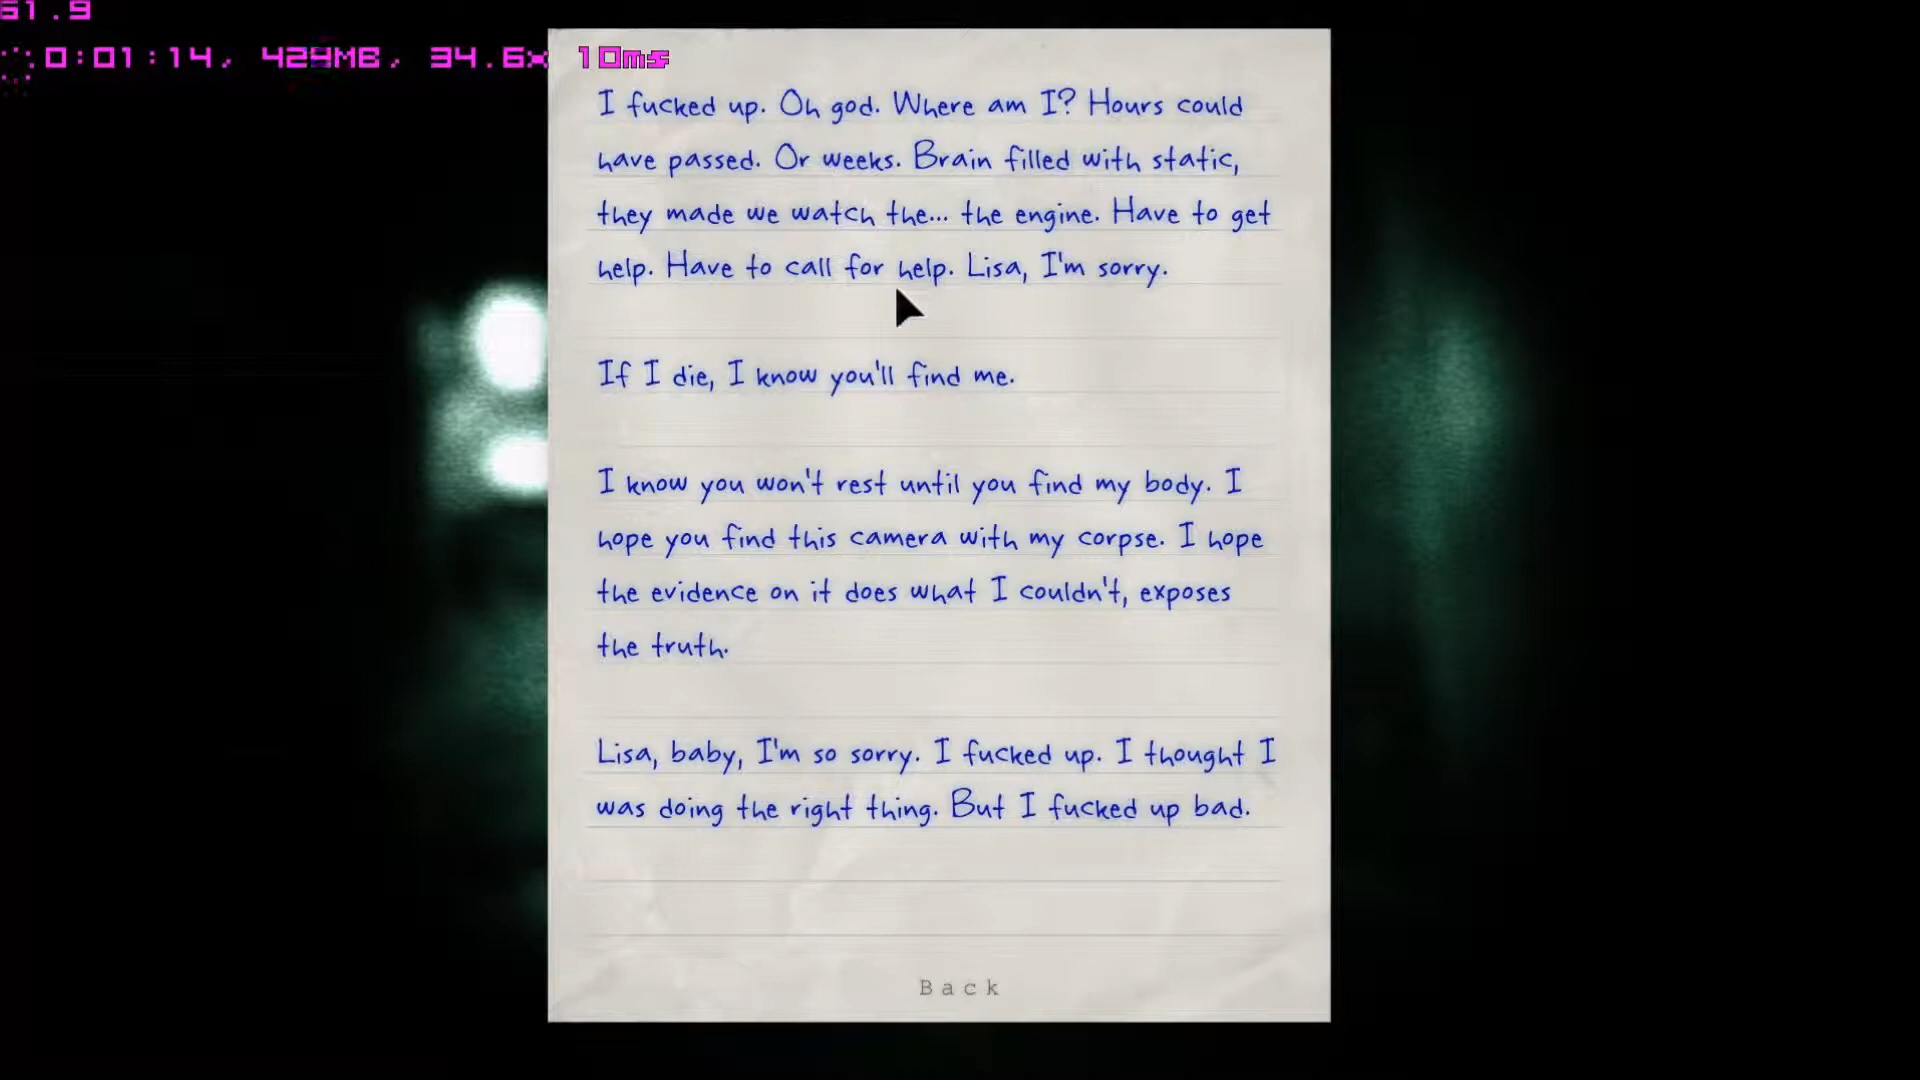 61.9
0:01:14, 429MB, 34.6x 10ms
I fucked up. Oh god. Where am I? Hours could
have passed. Or weeks. Brain filled with static,
they made we watch the... the engine. Have to get
help. Have to call for help. Lisa, I'm sorry.
If I die, I know you'll find me.
I know you won't rest until you find my body. I
hope you find this camera with my corpse. I hope
the evidence on it does what I couldn't, exposes
the truth.
Lisa, baby, I'm so sorry. I fucked up. I thought I
was doing the right thing. But I fucked up bad.
Back